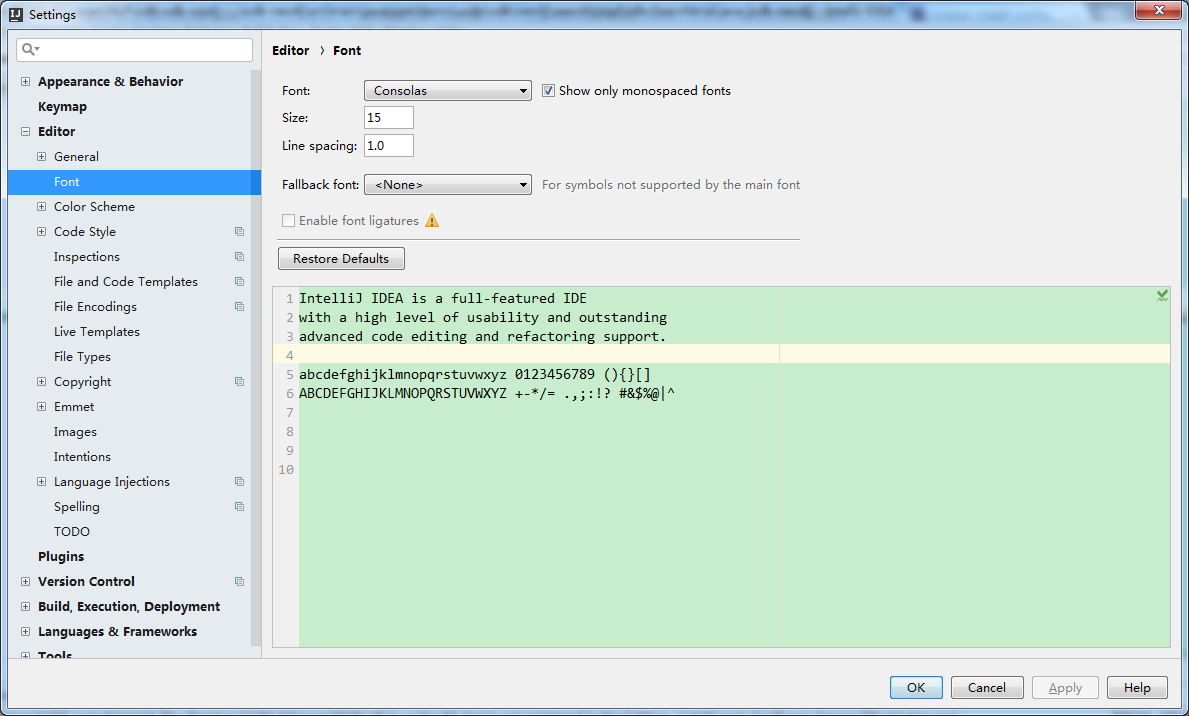 Settings
Appearance & Behavior
Keymap
Editor
General
Font
Color Scheme
Code Style
Inspections
File and Code Templates
File Encodings
Live Templates
File Types
Copyright
Emmet
Images
Intentions
Language Injections
Spelling
TODO
Plugins
Version Control
Build, Execution, Deployment
Languages & Frameworks
Tools
Editor › Font
Font: Consolas Show only monospaced fonts
Size: 15
Line spacing: 1.0
Fallback font: <None> For symbols not supported by the main font
Enable font ligatures
Restore Defaults
1 IntelliJ IDEA is a full-featured IDE
2 with a high level of usability and outstanding
3 advanced code editing and refactoring support.
4
5 abcdefghijklmnopqrstuvwxyz 0123456789 (){}[]
6 ABCDEFGHIJKLMNOPQRSTUVWXYZ +-*/= .,;:!? #&$%@|^
7
8
9
10
OK Cancel Apply Help